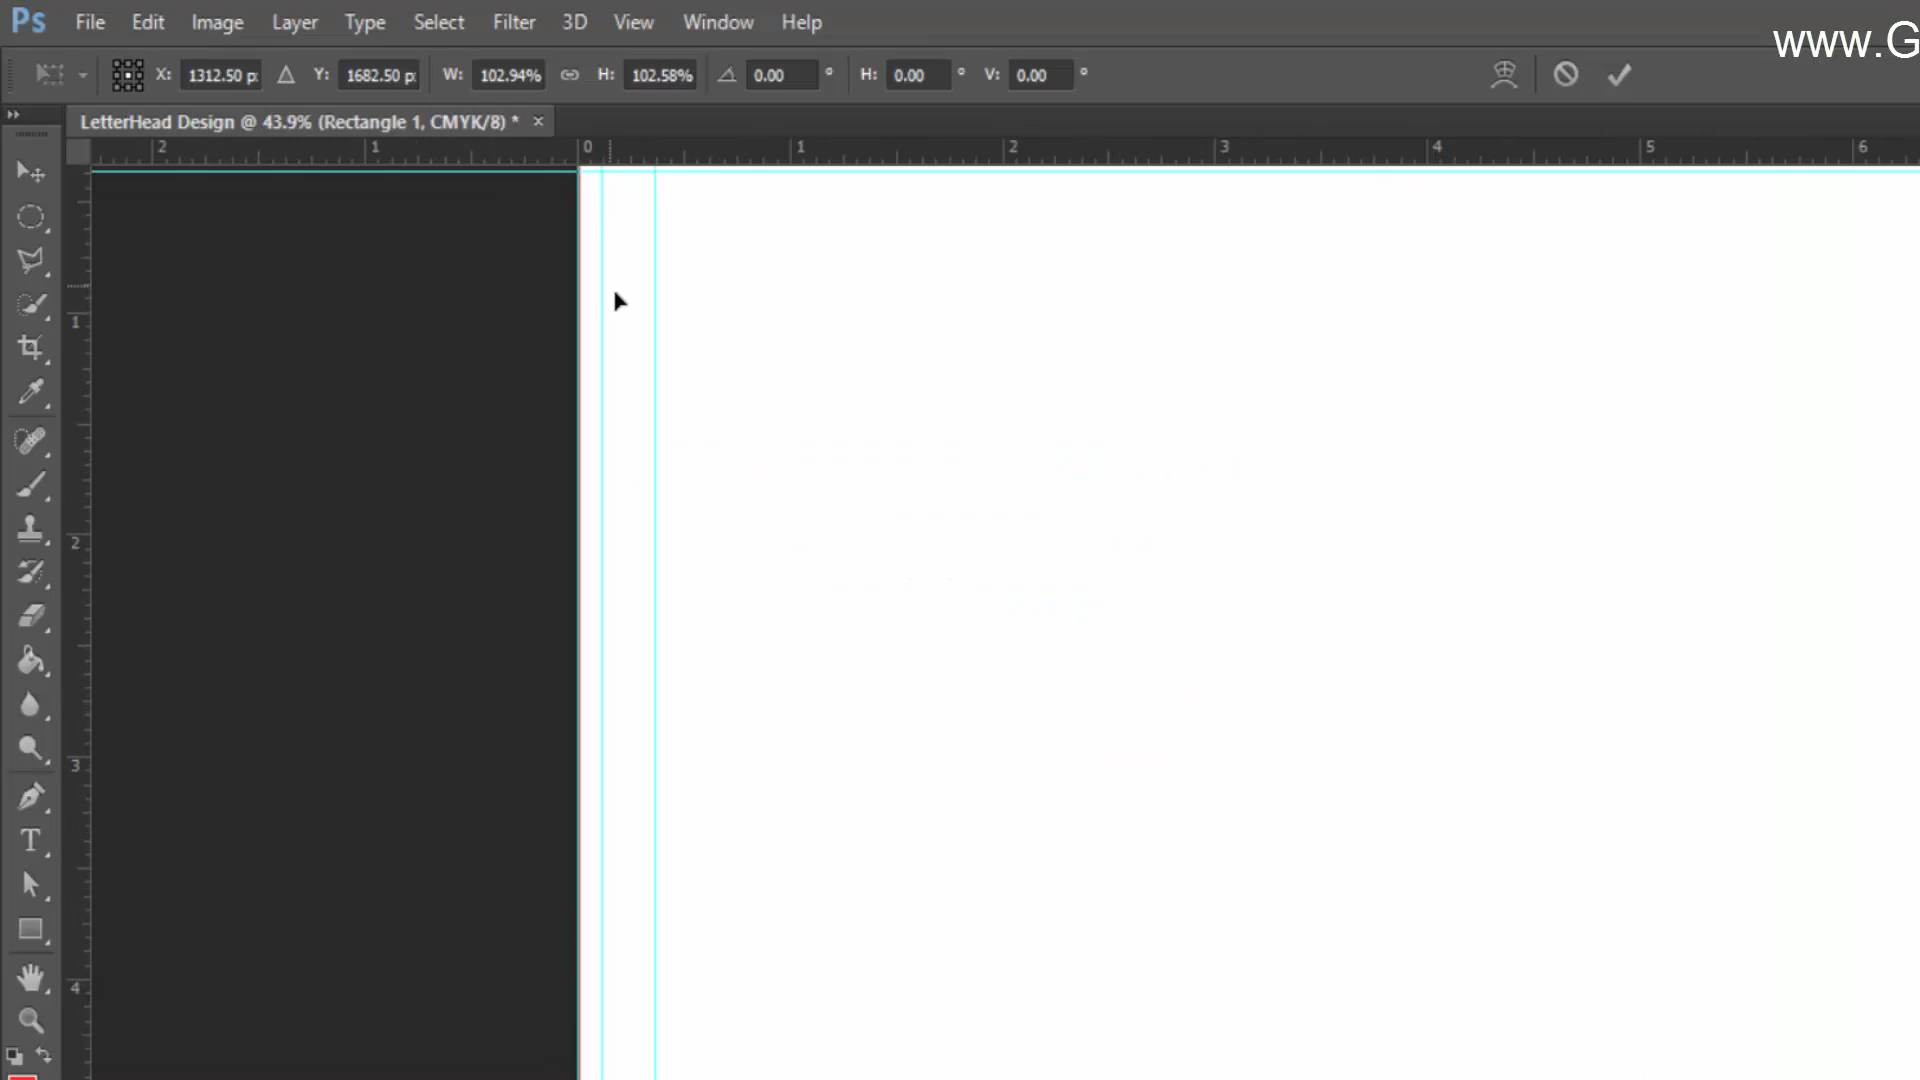 Ps File Edit Image Layer Type Select Filter 3D View Window Help
www.G
X: 1312.50 p Y: 1682.50 p W: 102.94% H: 102.58% 0.00 ° H: 0.00 ° V: 0.00 °
LetterHead Design @ 43.9% (Rectangle 1, CMYK/8) * ×
2 1 0 1 2 3 4 5 6
1
2
3
T
4